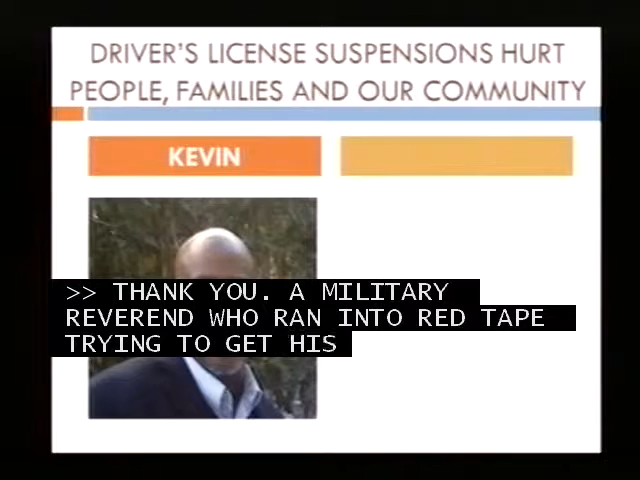 DRIVER'S LICENSE SUSPENSIONS HURT
PEOPLE, FAMILIES AND OUR COMMUNITY
KEVIN
>> THANK YOU. A MILITARY
REVEREND WHO RAN INTO RED TAPE
TRYING TO GET HIS